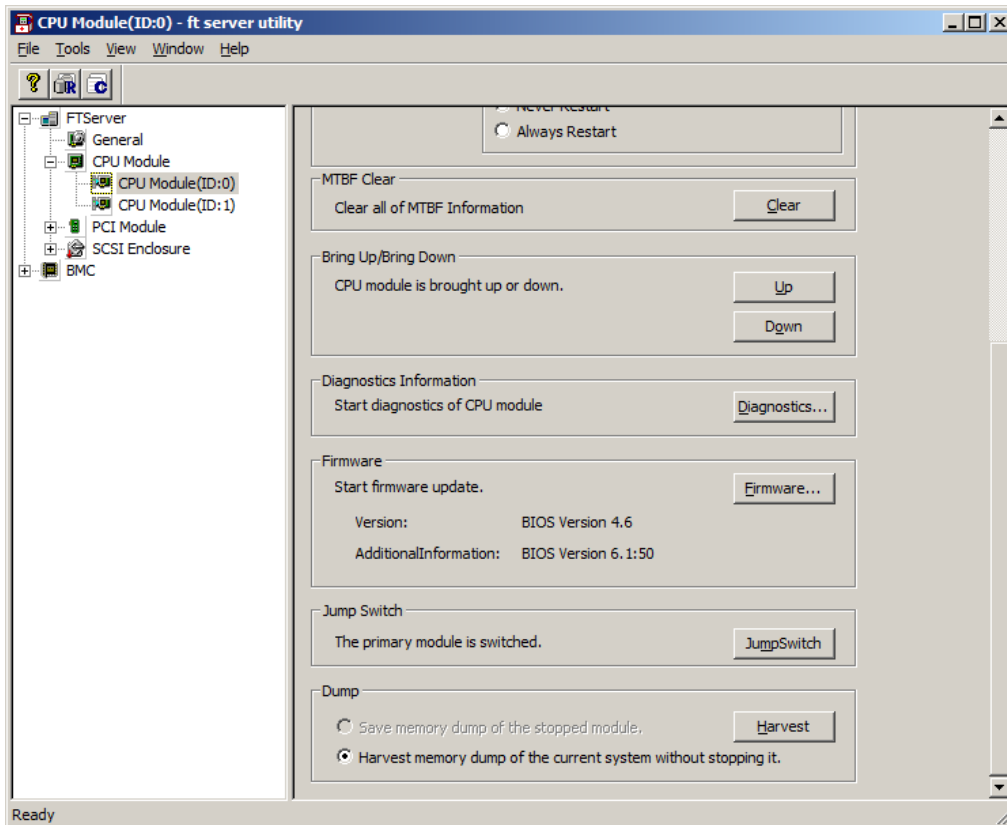 CPU Module(ID:0) - ft server utility
File Tools View Window Help
FTServer
General
CPU Module
CPU Module(ID:0)
CPU Module(ID:1)
PCI Module
SCSI Enclosure
BMC
Never Restart
Always Restart
MTBF Clear
Clear all of MTBF Information
Clear
Bring Up/Bring Down
CPU module is brought up or down.
Up
Down
Diagnostics Information
Start diagnostics of CPU module
Diagnostics...
Firmware
Start firmware update.
Firmware...
Version: BIOS Version 4.6
AdditionalInformation: BIOS Version 6.1:50
Jump Switch
The primary module is switched.
JumpSwitch
Dump
Save memory dump of the stopped module.
Harvest
Harvest memory dump of the current system without stopping it.
Ready